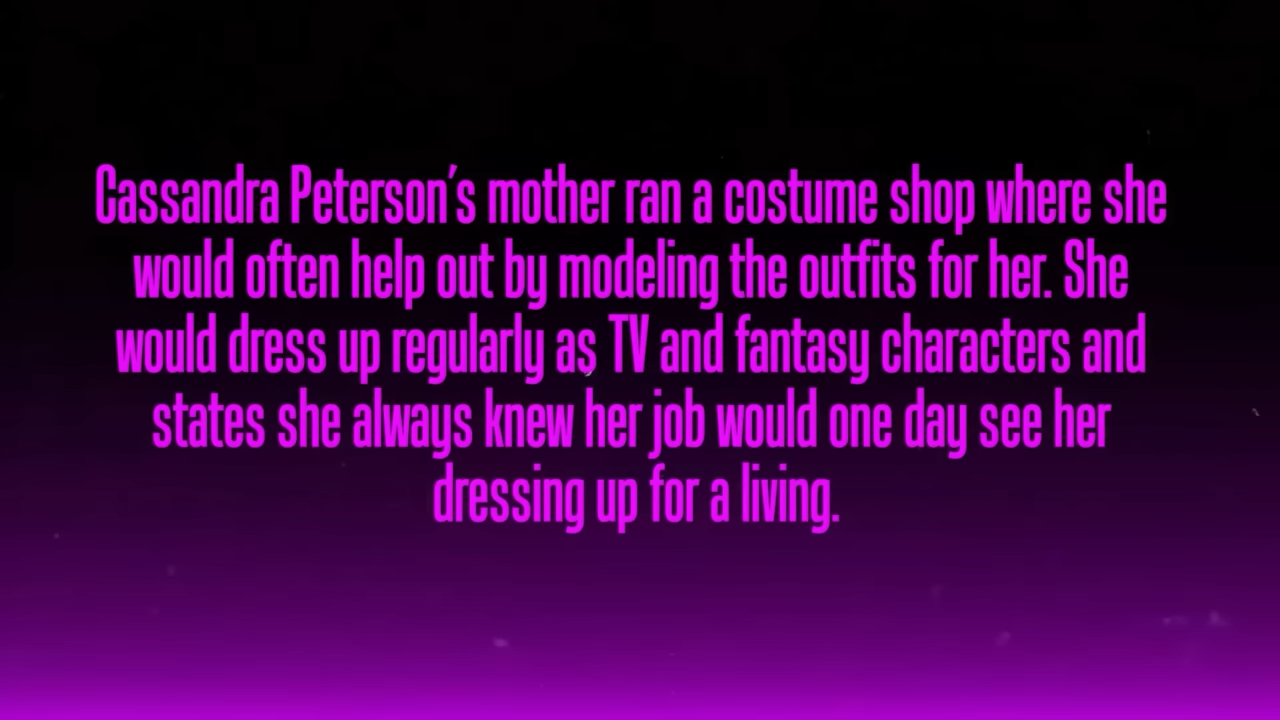 Cassandra Peterson's mother ran a costume shop where she
would often help out by modeling the outfits for her. She
would dress up regularly as TV and fantasy characters and
states she always knew her job would one day see her
dressing up for a living.